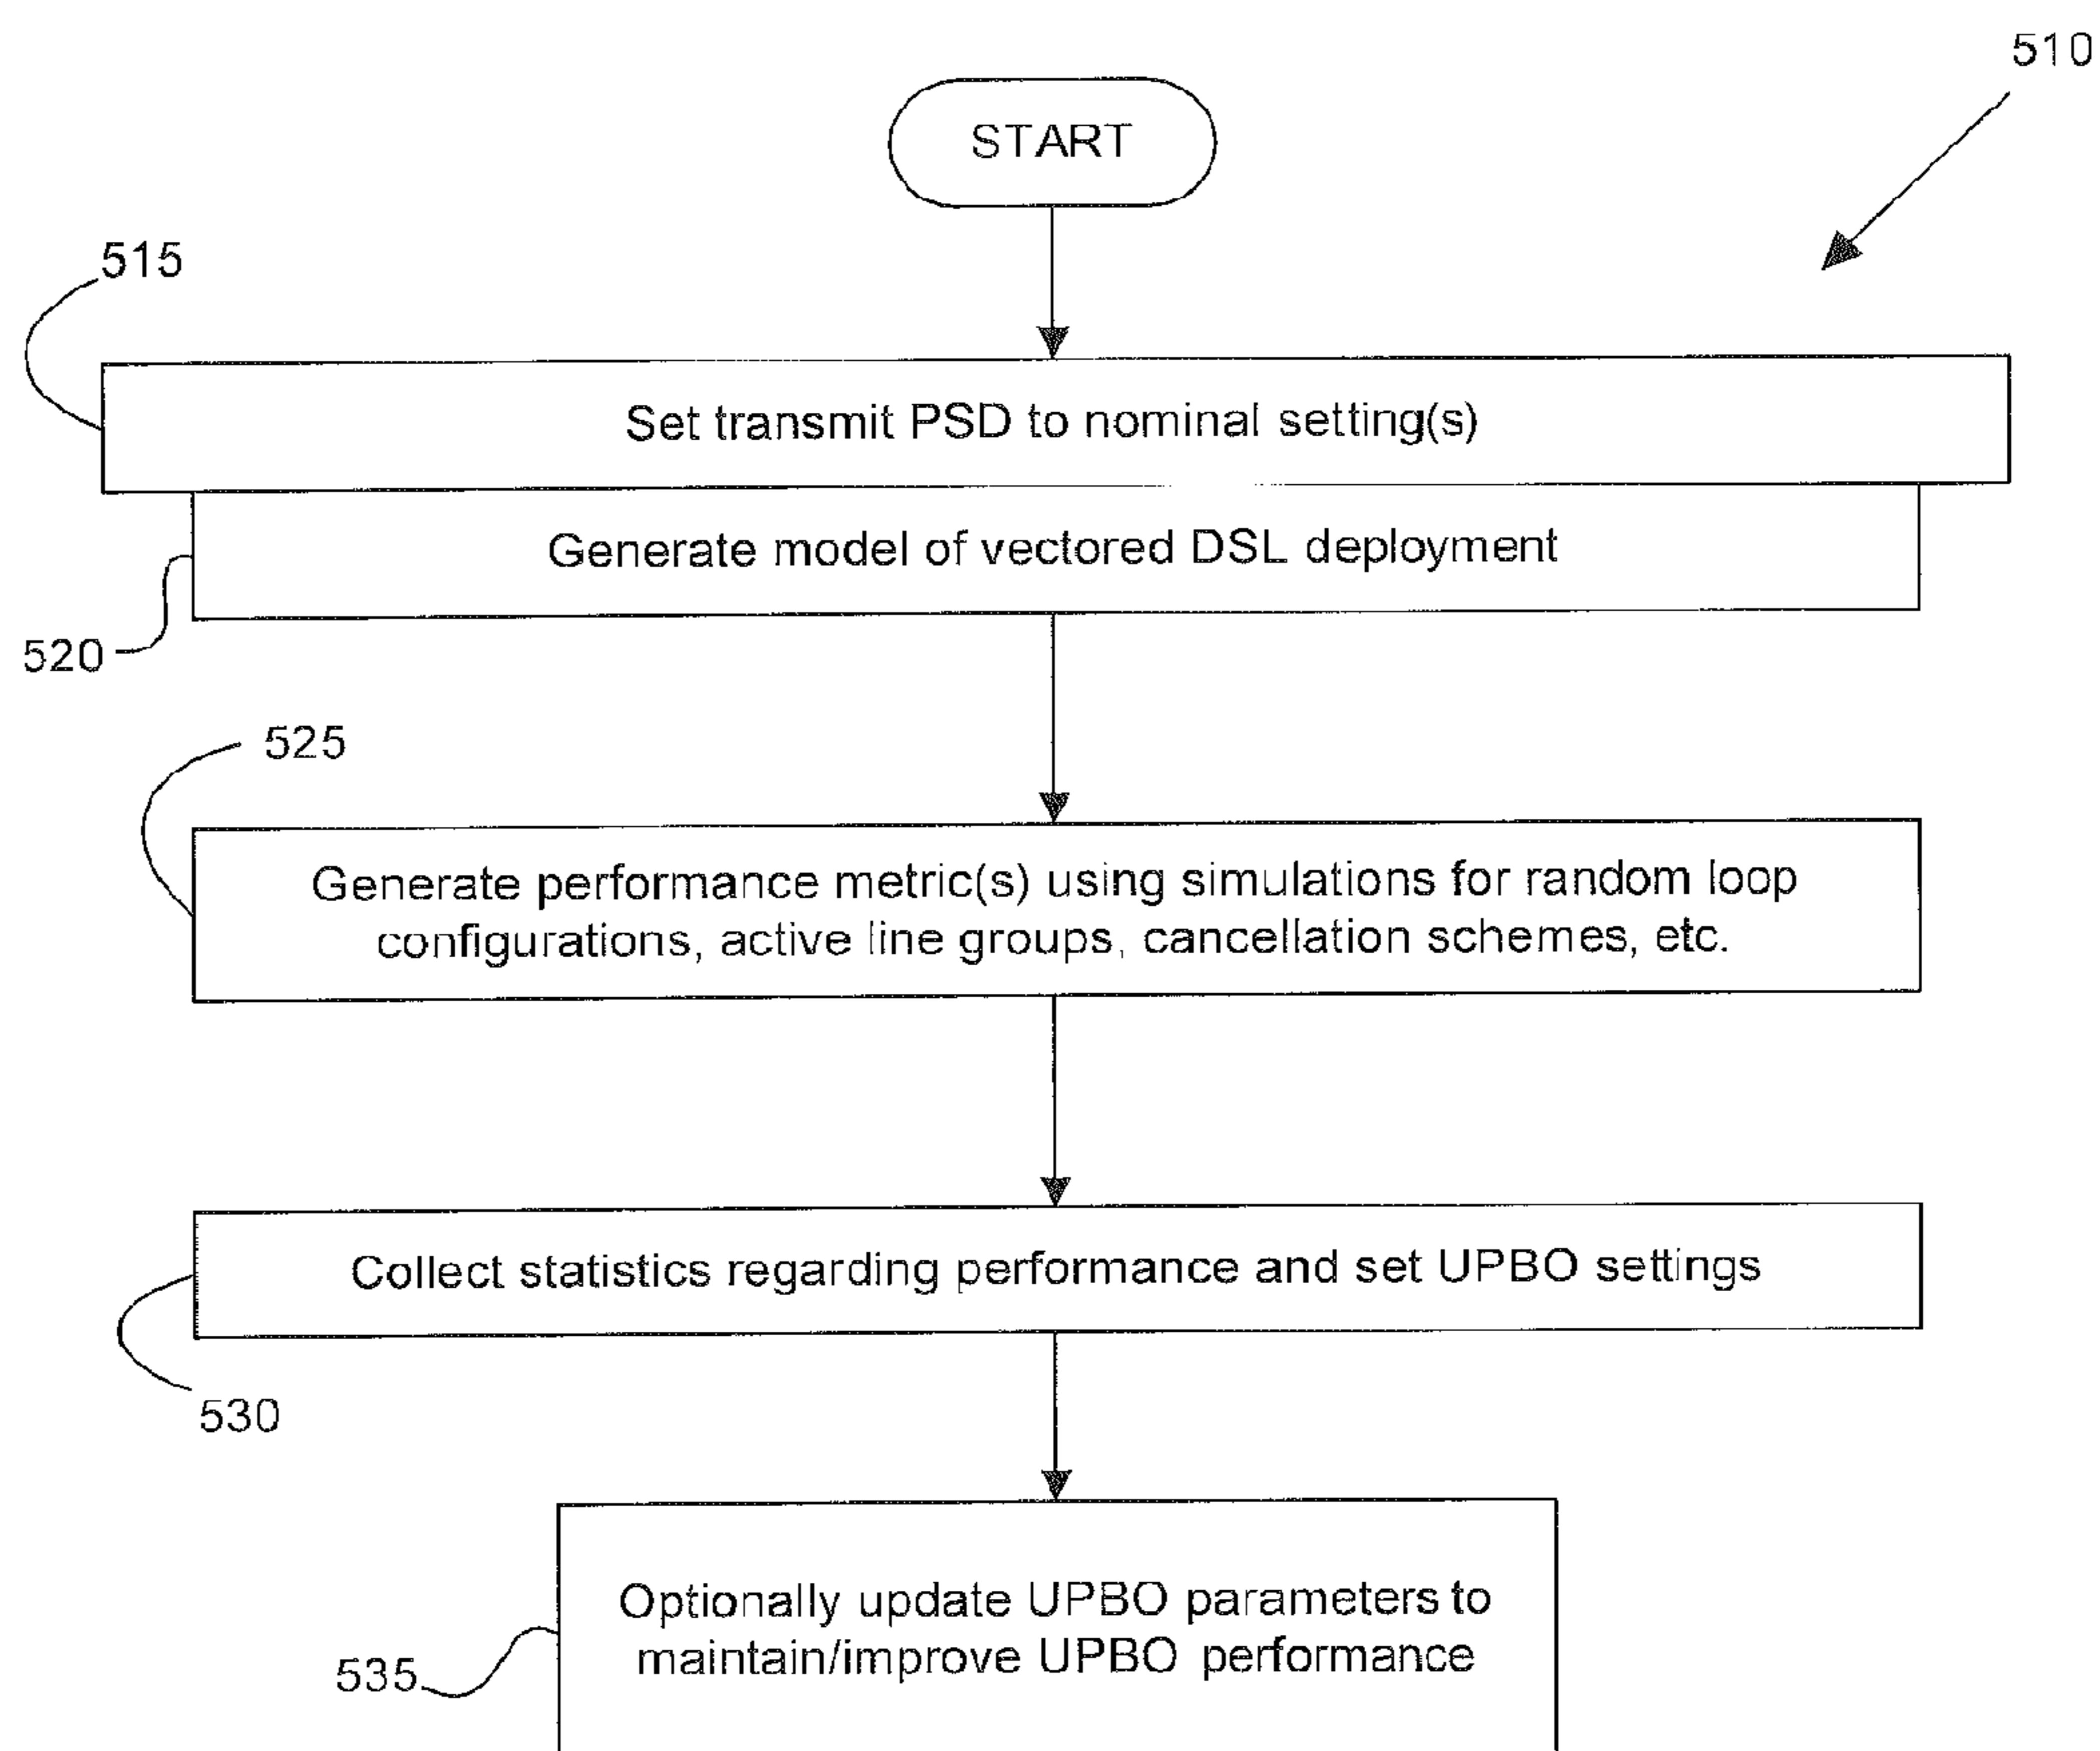 510
START
515
Set transmit PSD to nominal setting(s)
Generate model of vectored DSL deployment
520
525
Generate performance metric(s) using simulations for random loop
configurations, active line groups, cancellation schemes, etc.
Collect statistics regarding performance and set UPBO settings
530
Optionally update UPBO parameters to
maintain/improve UPBO performance
535